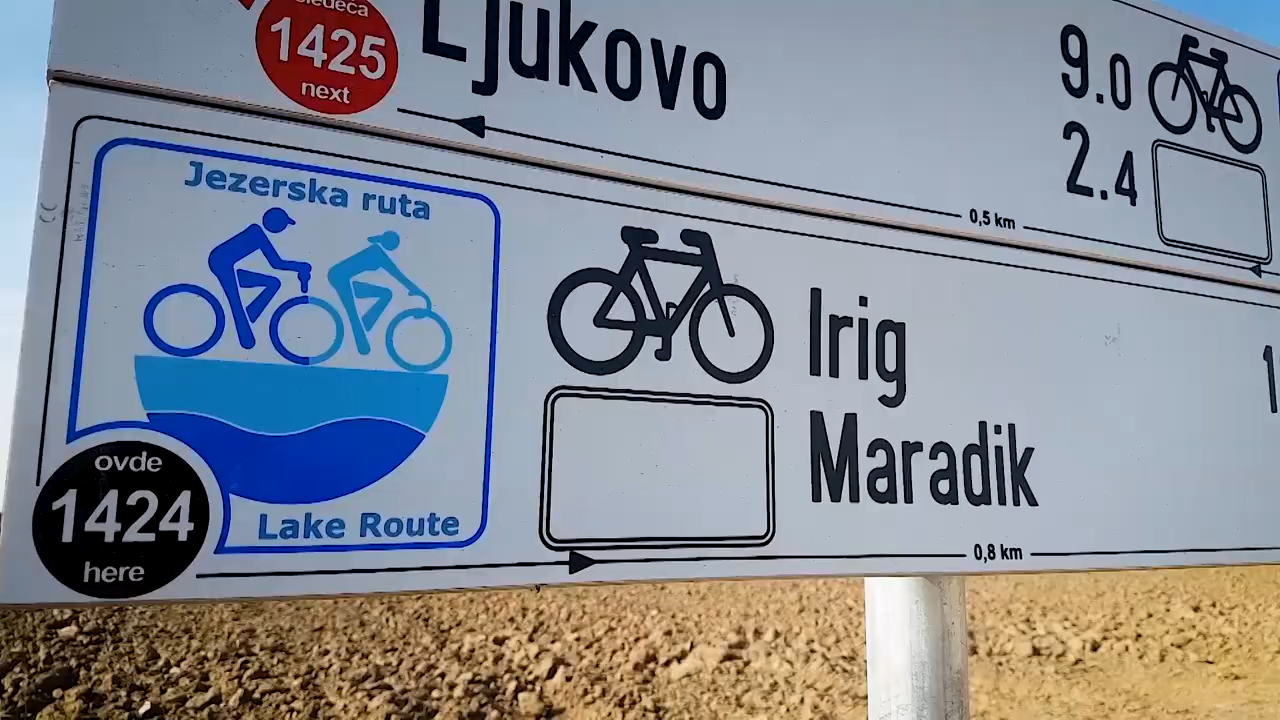 1425
next
Ljukovo
9.0
2.4
0,5 km
Jezerska ruta
Irig
Maradik
ovde
1424
here
Lake Route
0,8 km